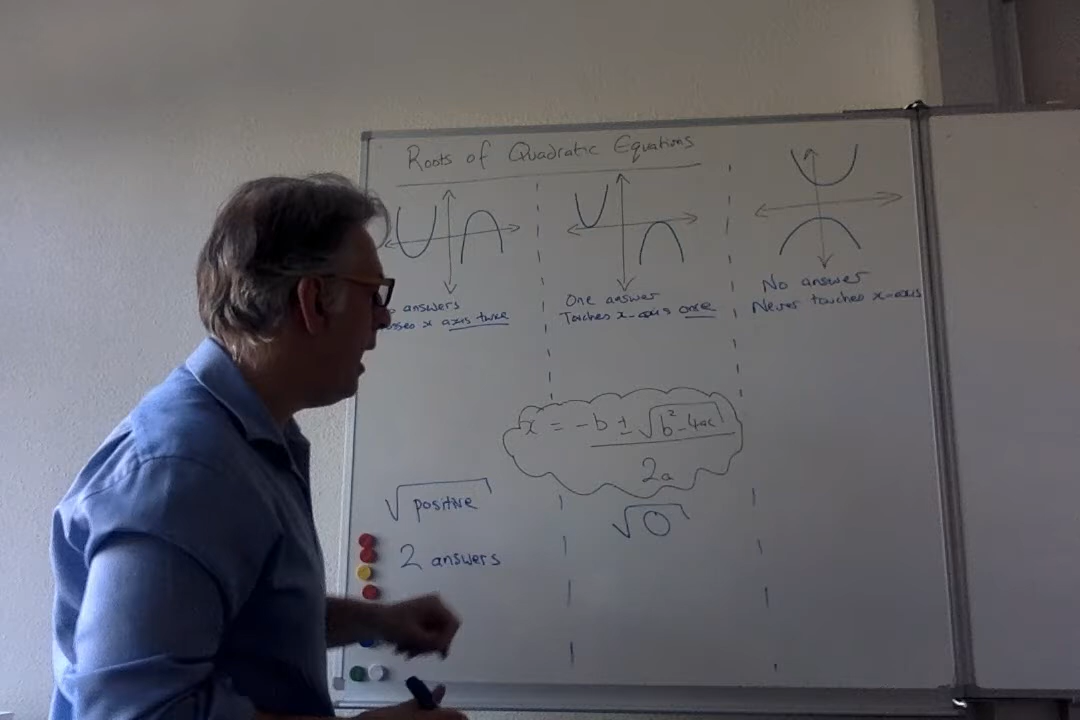 Roots of Quadratic Equations
answers
axis twice
One answer
Touches x-axis once
No answer
Never touches x-axis
x = -b ± √b²-4ac
2a
√positive
2 answers
√0